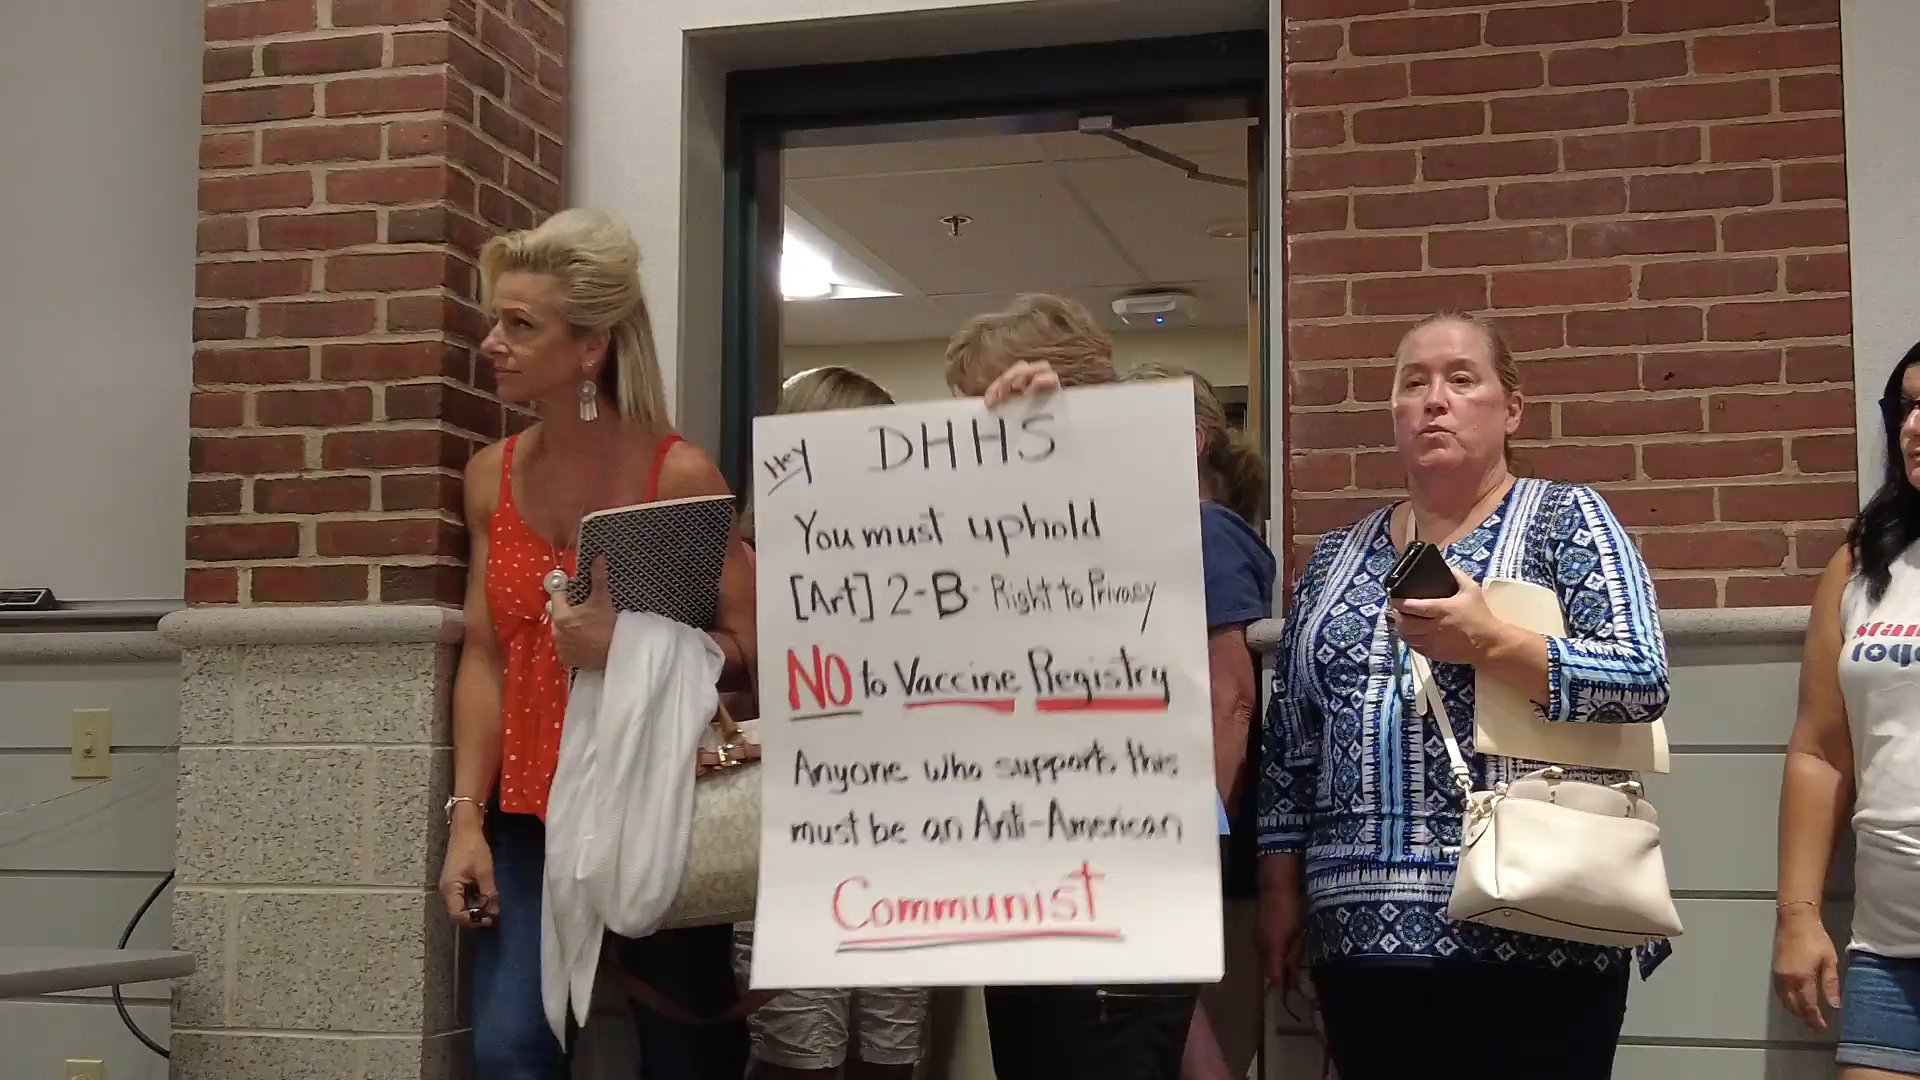 Hey DHHS
You must uphold
[Art] 2-B- Right to Privacy
NO to Vaccine Registry
Anyone who supports this
must be an Anti-American
Communist